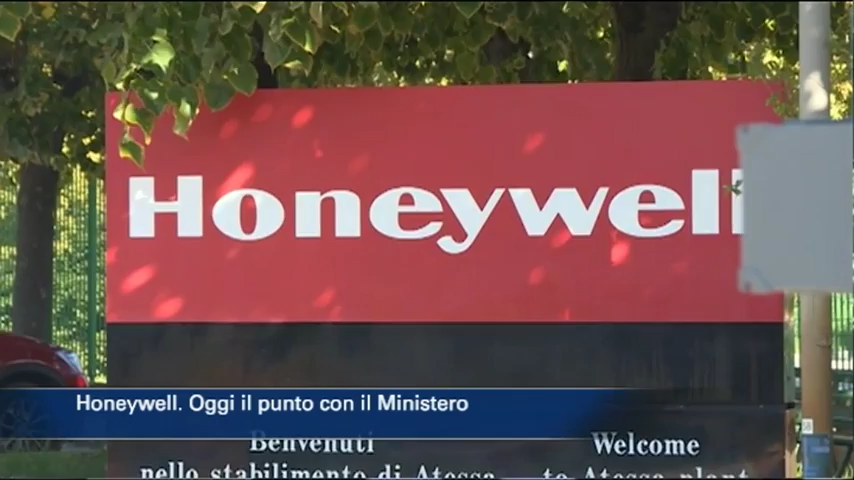 Honeywell
Honeywell. Oggi il punto con il Ministero
Benvenuti
Welcome
nello stabilimento di Atessa
to Atessa plant